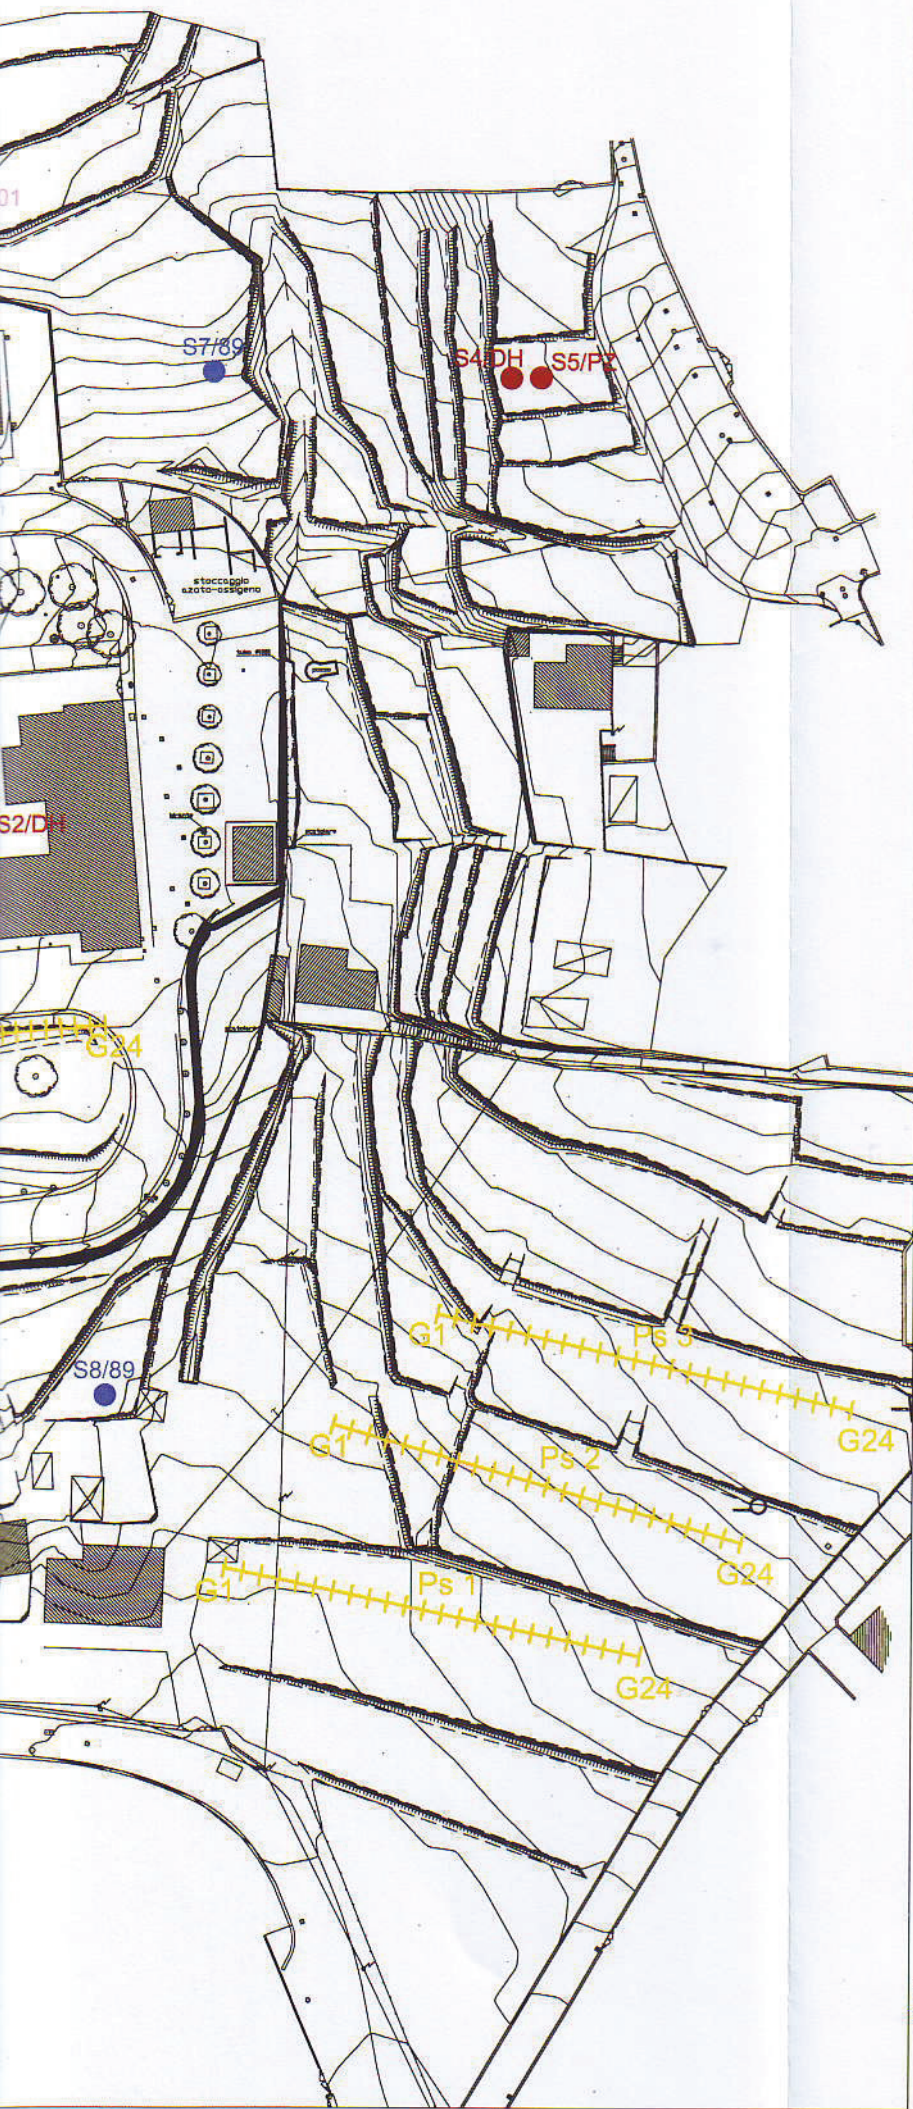 01
S7/89
S4/DH
S5/PZ
stoccaggio
azoto-ossigeno
S2/DH
G24
G1
Ps 3
G24
S8/89
G1
Ps 2
G24
G1
Ps 1
G24